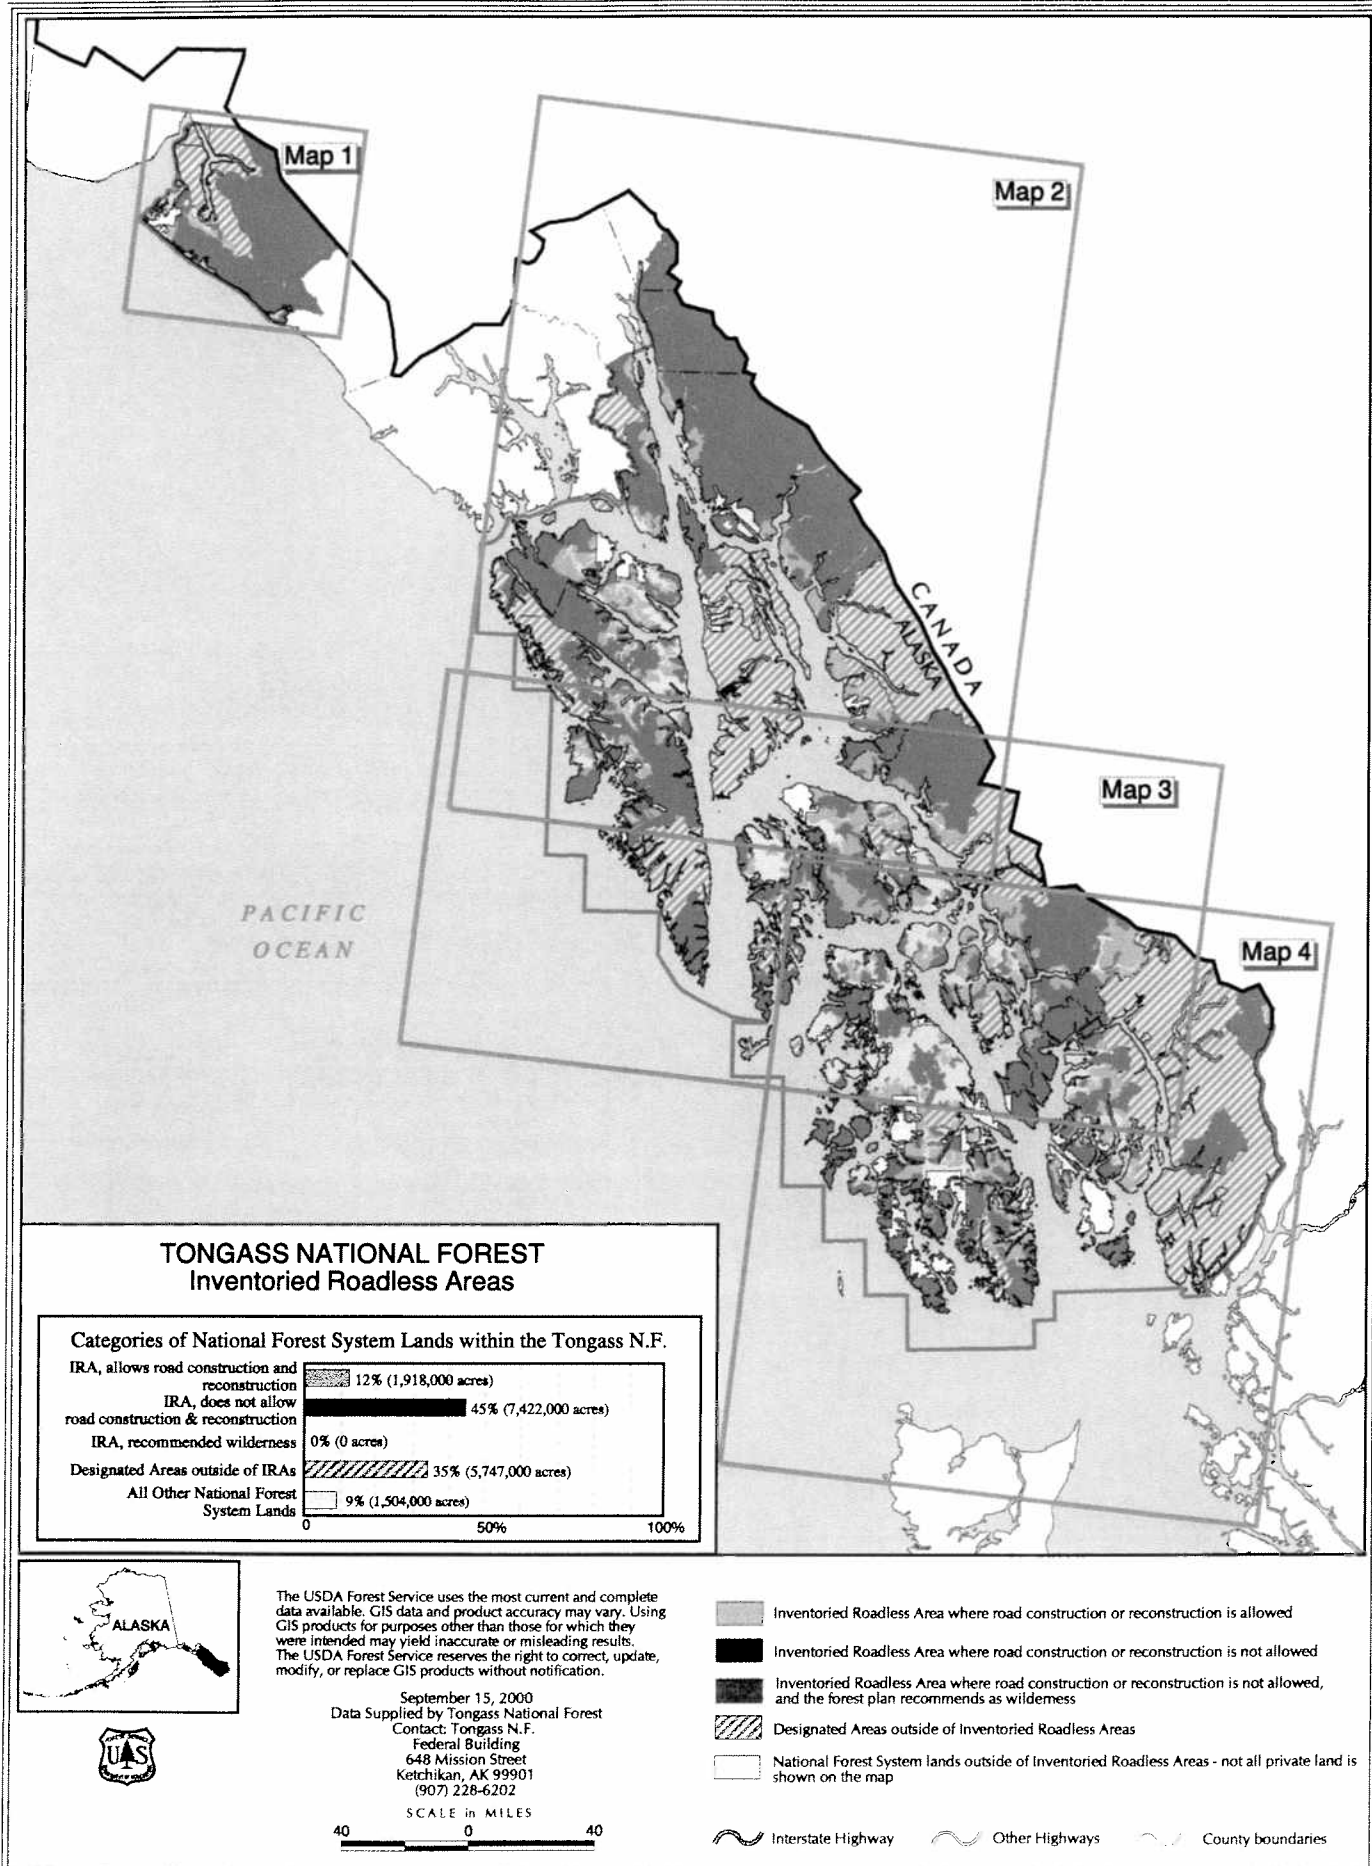 Map 1
Map 2
CANADA
ALASKA
Map 3
PACIFIC
OCEAN
Map 4
TONGASS NATIONAL FOREST
Inventoried Roadless Areas
Categories of National Forest System Lands within the Tongass N.F.
IRA, allows road construction and
reconstruction
12% (1,918,000 acres)
IRA, does not allow
road construction & reconstruction
45% (7,422,000 acres)
IRA, recommended wilderness
0% (0 acres)
Designated Areas outside of IRAs
35% (5,747,000 acres)
All Other National Forest
System Lands
9% (1,504,000 acres)
0 50% 100%
ALASKA
The USDA Forest Service uses the most current and complete
data available. GIS data and product accuracy may vary. Using
GIS products for purposes other than those for which they
were intended may yield inaccurate or misleading results.
The USDA Forest Service reserves the right to correct, update,
modify, or replace GIS products without notification.
September 15, 2000
Data Supplied by Tongass National Forest
Contact: Tongass N.F.
Federal Building
648 Mission Street
Ketchikan, AK 99901
(907) 228-6202
SCALE in MILES
40 0 40
U S
Inventoried Roadless Area where road construction or reconstruction is allowed
Inventoried Roadless Area where road construction or reconstruction is not allowed
Inventoried Roadless Area where road construction or reconstruction is not allowed,
and the forest plan recommends as wilderness
Designated Areas outside of Inventoried Roadless Areas
National Forest System lands outside of Inventoried Roadless Areas - not all private land is
shown on the map
Interstate Highway
Other Highways
County boundaries